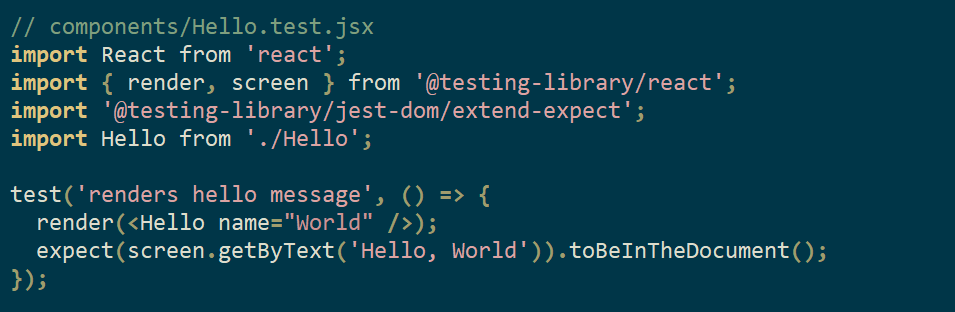 // components/Hello.test.jsx
import React from 'react';
import { render, screen } from '@testing-library/react';
import '@testing-library/jest-dom/extend-expect';
import Hello from './Hello';

test('renders hello message', () => {
  render(<Hello name="World" />);
  expect(screen.getByText('Hello, World')).toBeInTheDocument();
});